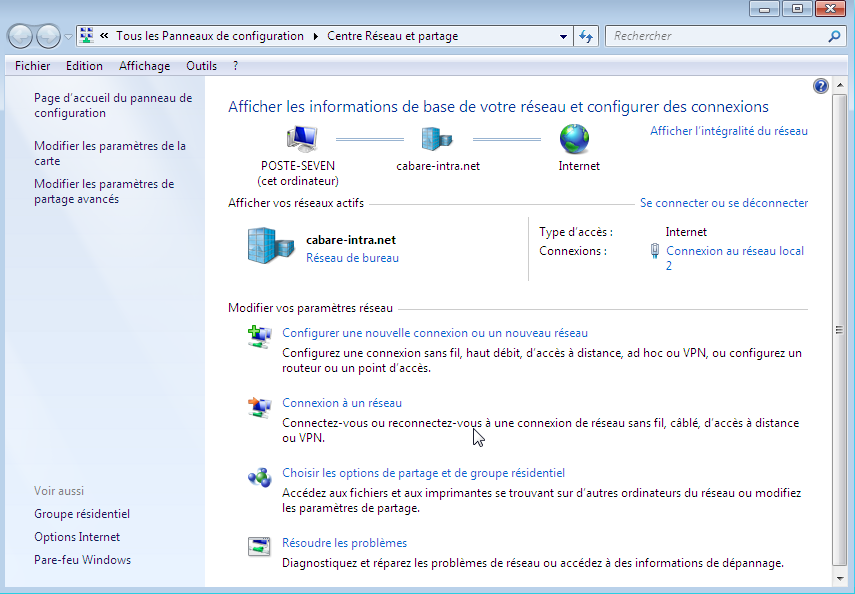 « Tous les Panneaux de configuration ▸ Centre Réseau et partage
Rechercher
Fichier Edition Affichage Outils ?
Page d'accueil du panneau de
configuration
Modifier les paramètres de la
carte
Modifier les paramètres de
partage avancés
Voir aussi
Groupe résidentiel
Options Internet
Pare-feu Windows
Afficher les informations de base de votre réseau et configurer des connexions
Afficher l'intégralité du réseau
POSTE-SEVEN
(cet ordinateur)
cabare-intra.net
Internet
Afficher vos réseaux actifs
Se connecter ou se déconnecter
cabare-intra.net
Réseau de bureau
Type d'accès : Internet
Connexions : Connexion au réseau local
2
Modifier vos paramètres réseau
Configurer une nouvelle connexion ou un nouveau réseau
Configurez une connexion sans fil, haut débit, d'accès à distance, ad hoc ou VPN, ou configurez un
routeur ou un point d'accès.
Connexion à un réseau
Connectez-vous ou reconnectez-vous à une connexion de réseau sans fil, câblé, d'accès à distance
ou VPN.
Choisir les options de partage et de groupe résidentiel
Accédez aux fichiers et aux imprimantes se trouvant sur d'autres ordinateurs du réseau ou modifiez
les paramètres de partage.
Résoudre les problèmes
Diagnostiquez et réparez les problèmes de réseau ou accédez à des informations de dépannage.